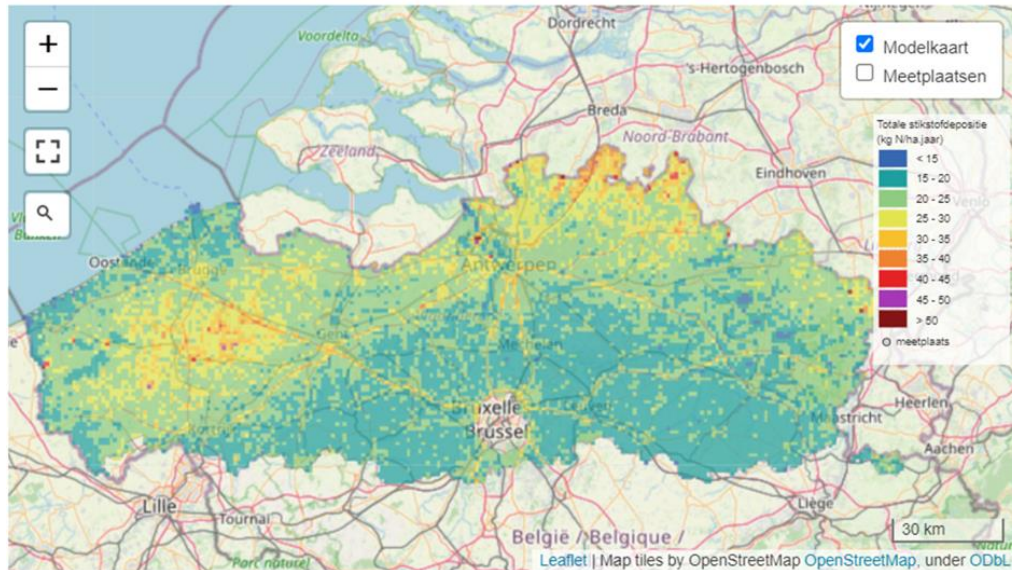 +
−
Modelkaart
Meetplaatsen
Totale stikstofdepositie
(kg N/ha.jaar)
< 15
15 - 20
20 - 25
25 - 30
30 - 35
35 - 40
40 - 45
45 - 50
> 50
meetplaats
Dordrecht
Voordelta
's-Hertogenbosch
Breda
Noord-Brabant
Zeeland
Eindhoven
Oostende
Brugge
Antwerpen
Gent
Mechelen
Leuven
Bruxelles
Brussel
Maastricht
Heerlen
Aachen
Lille
Tournai
Liège
België / Belgique /
Parc naturel
30 km
Leaflet | Map tiles by OpenStreetMap OpenStreetMap, under ODbL